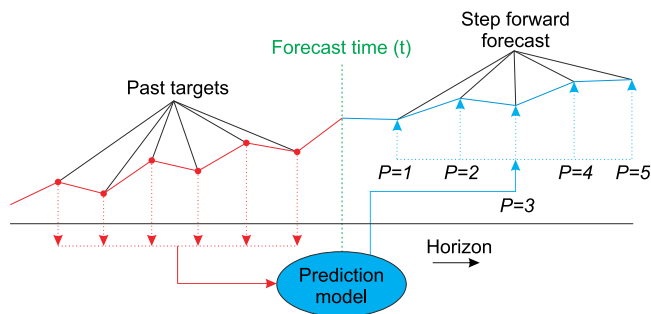 Step forward
forecast
Forecast time (t)
Past targets
P=1
P=2
P=3
P=4
P=5
Horizon
Prediction
model